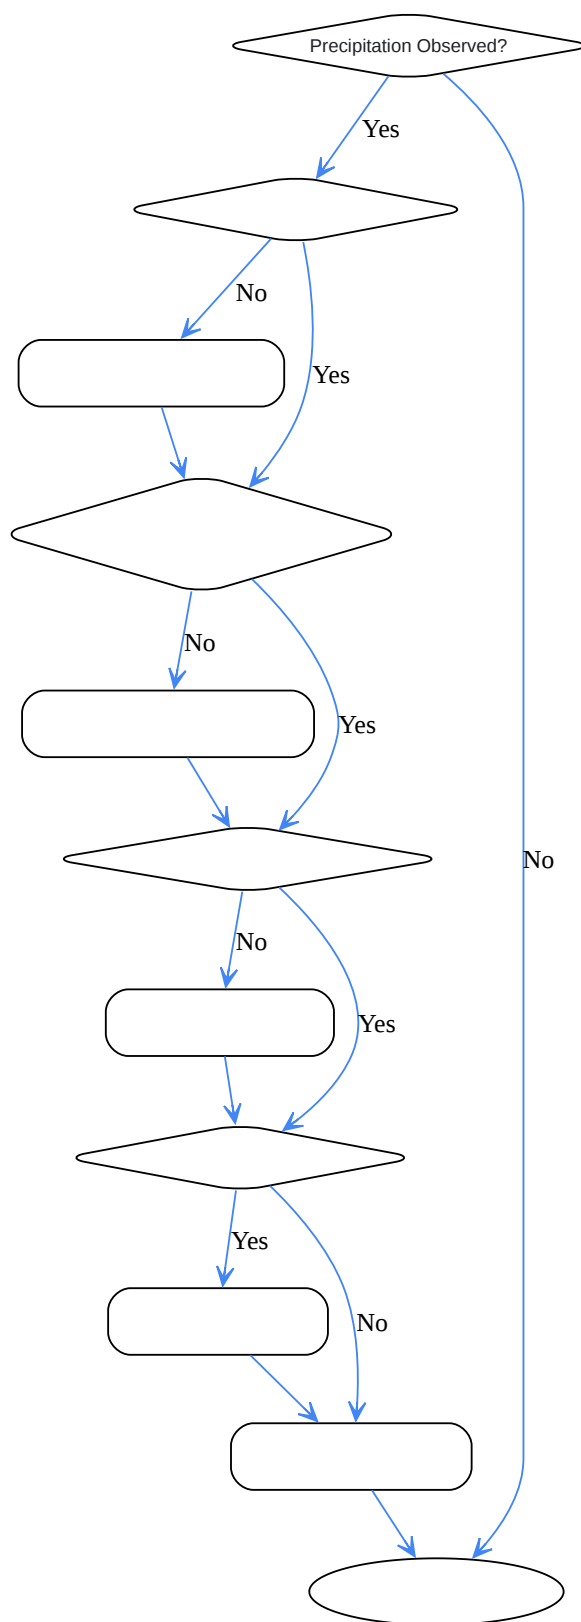 Precipitation Observed?
Yes
No
Yes
No
Yes
No
No
Yes
Yes
No